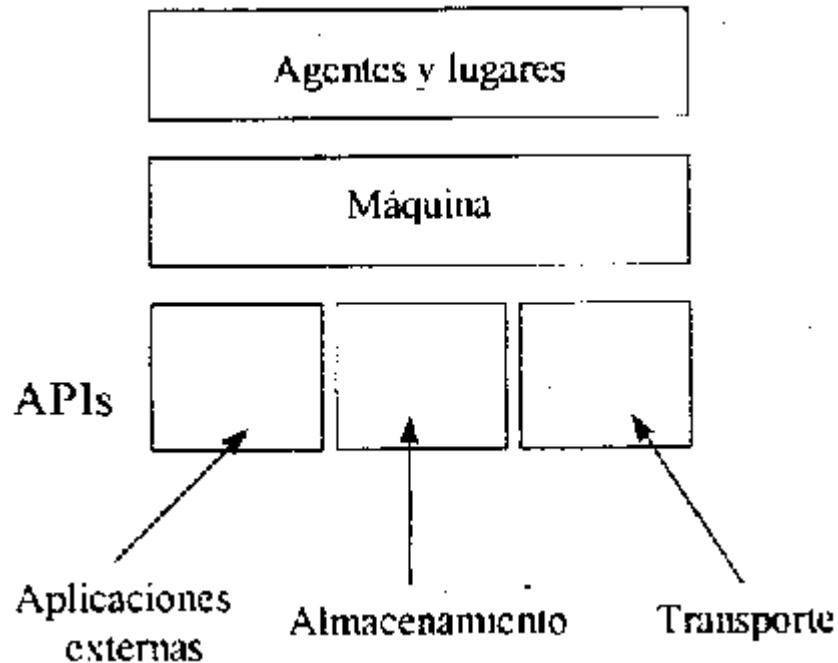 Agentes y lugares
Máquina
APIs
Aplicaciones
externas
Almacenamiento
Transporte